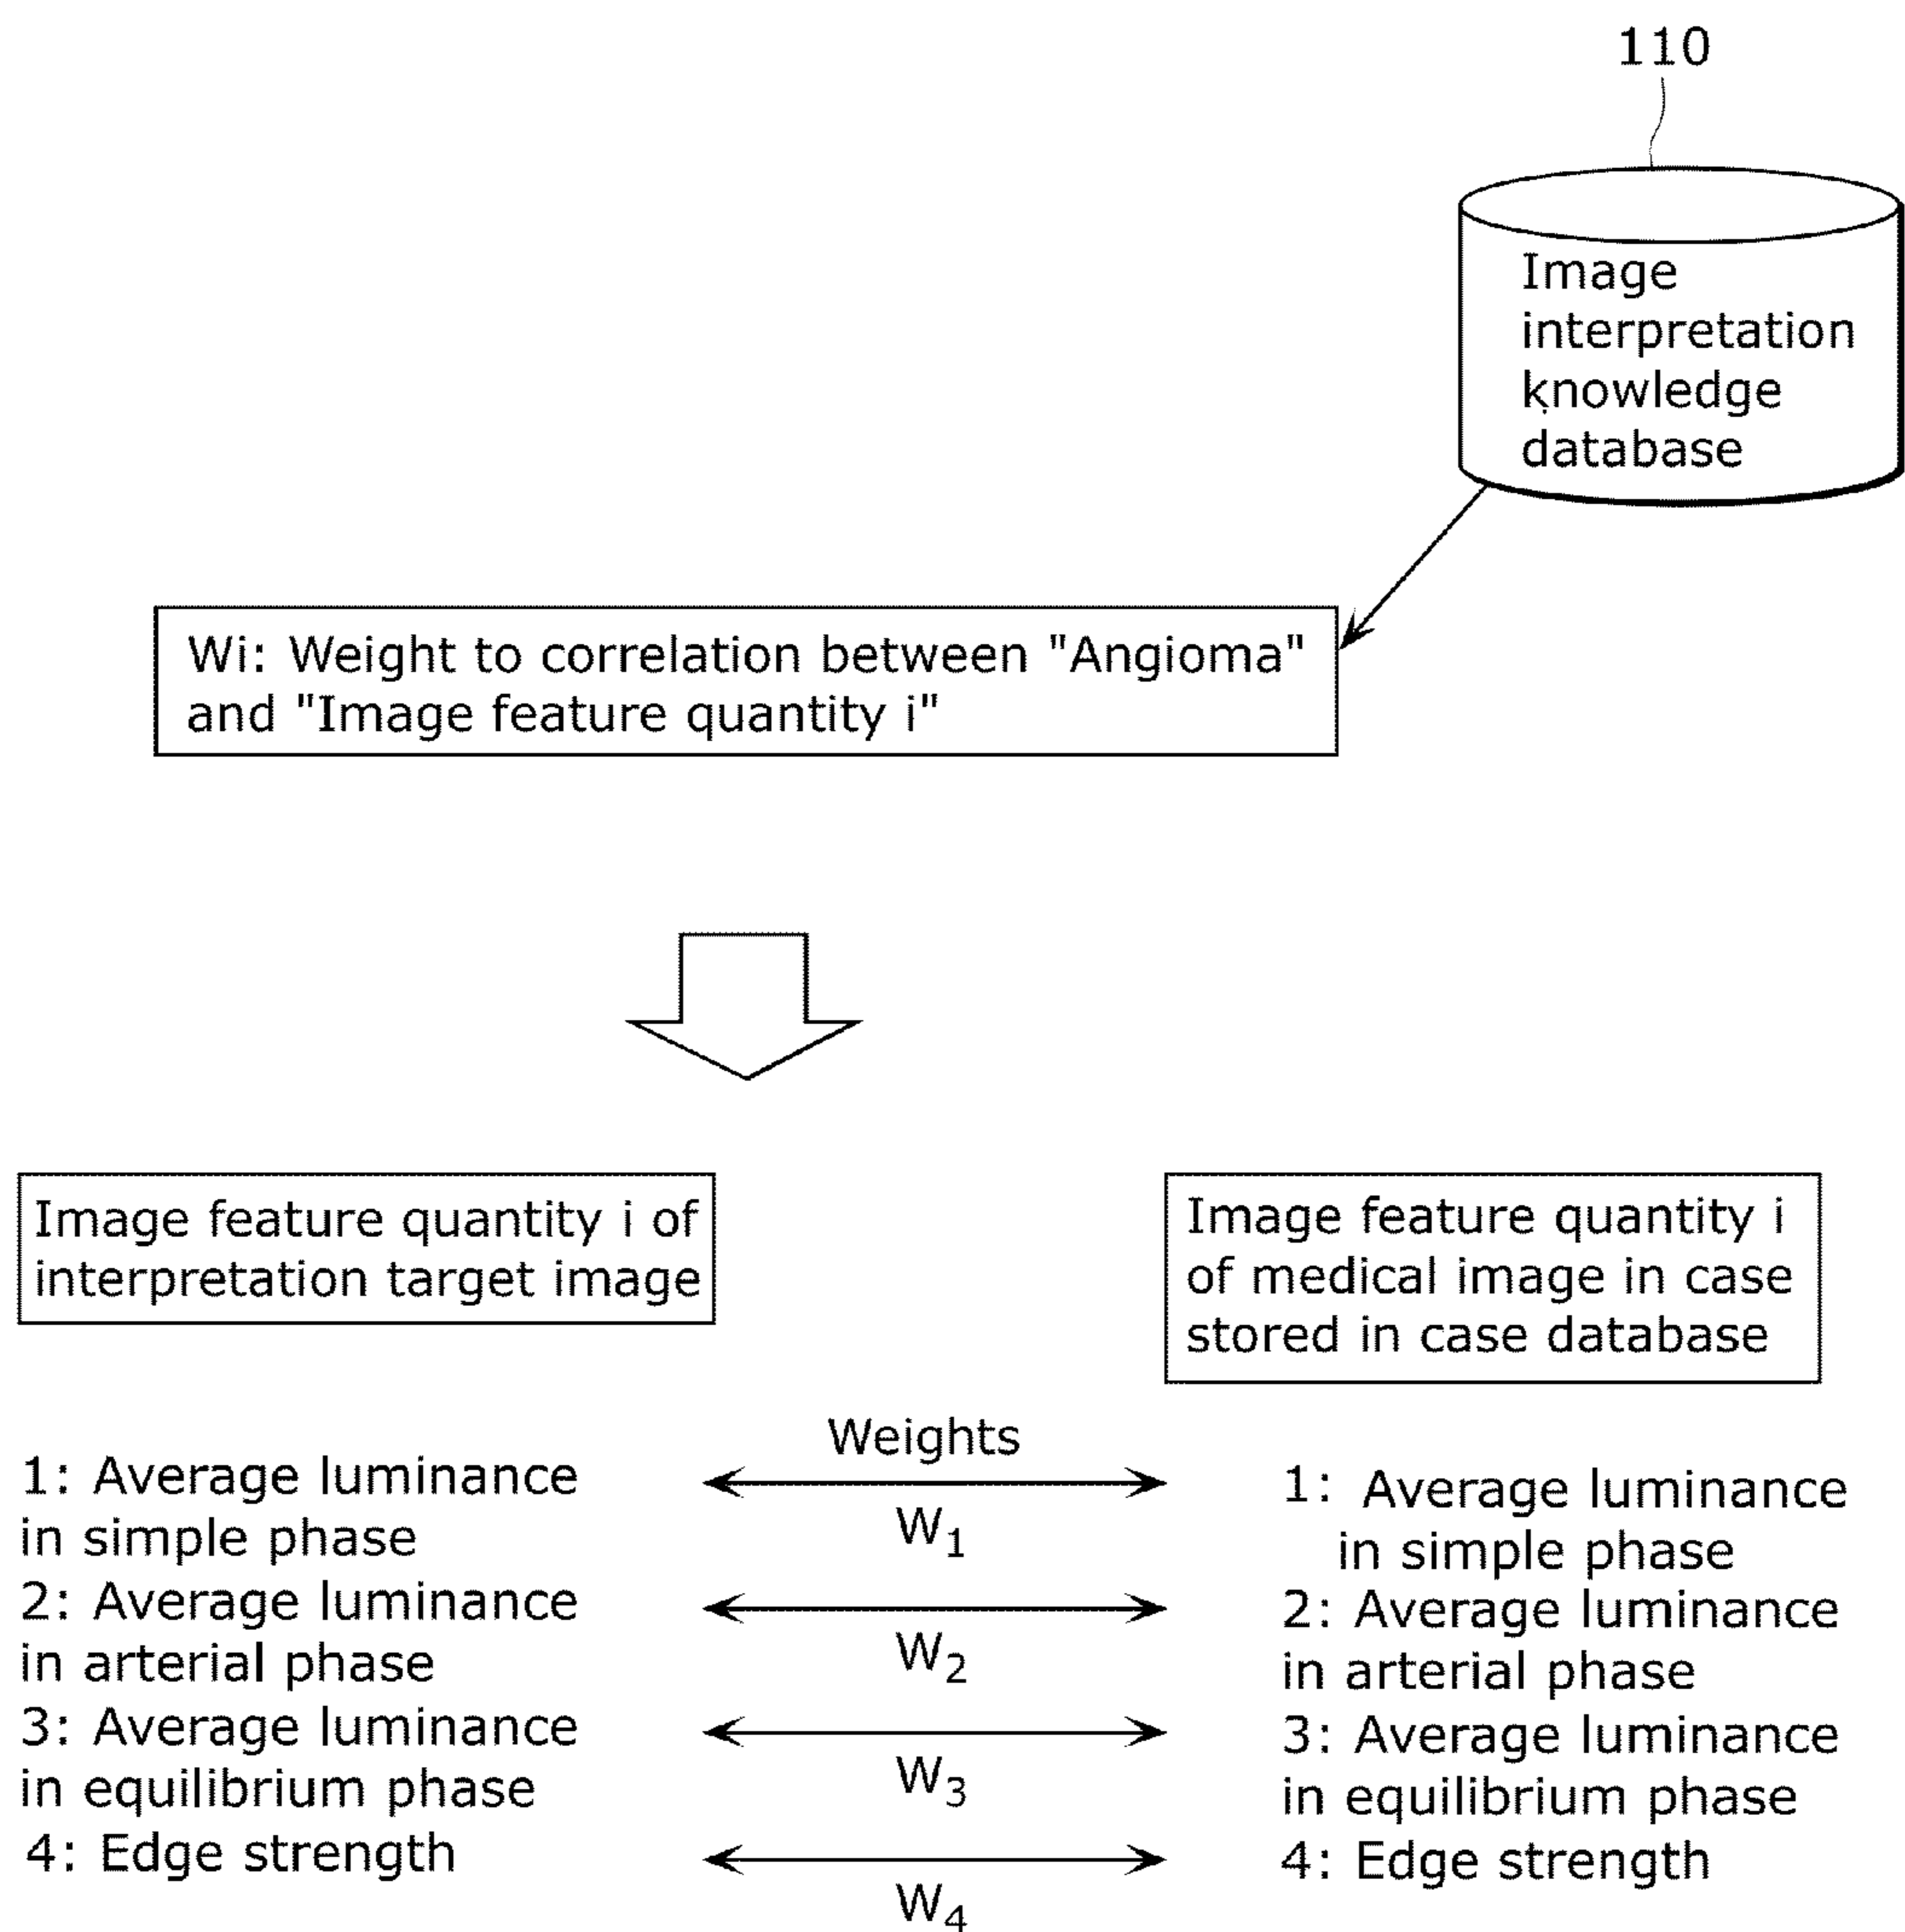 110
Image
interpretation
knowledge
database
Wi: Weight to correlation between "Angioma"
and "Image feature quantity i"
Image feature quantity i of
interpretation target image
Image feature quantity i
of medical image in case
stored in case database
1: Average luminance
in simple phase
2: Average luminance
in arterial phase
3: Average luminance
in equilibrium phase
4: Edge strength
Weights
W1
W2
W3
W4
1: Average luminance
in simple phase
2: Average luminance
in arterial phase
3: Average luminance
in equilibrium phase
4: Edge strength